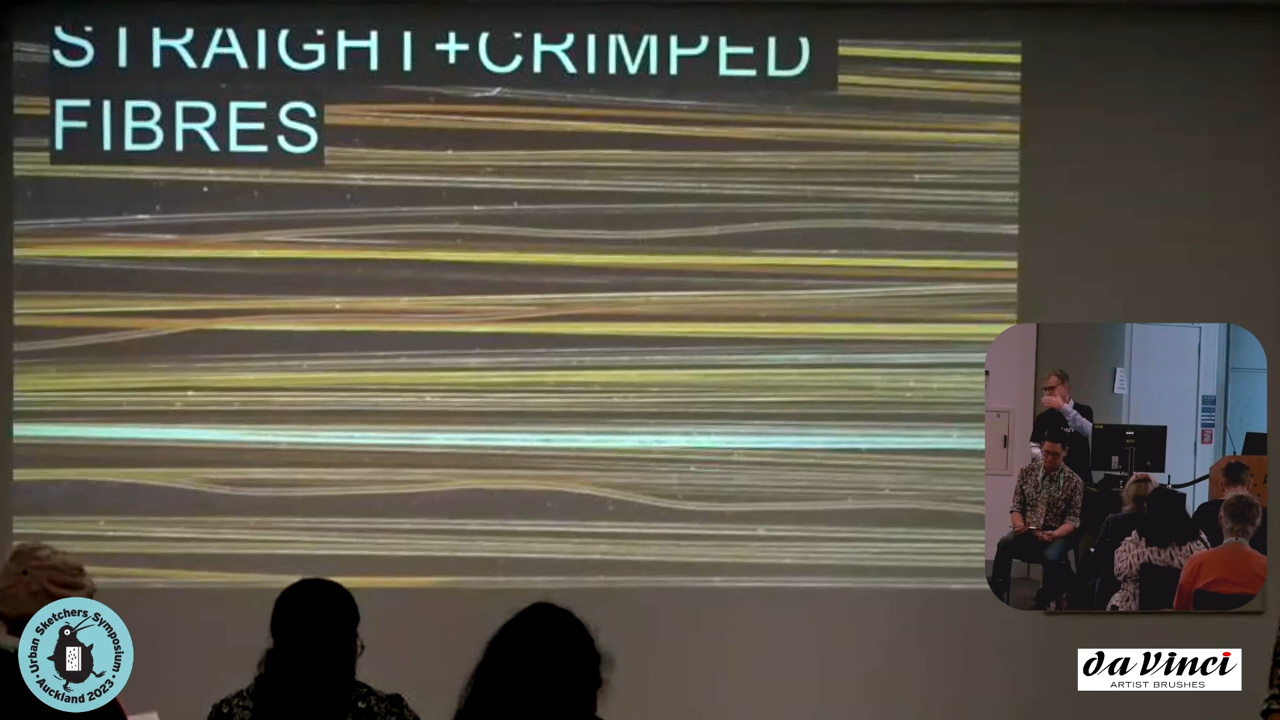 STRAIGHT+CRIMPED
FIBRES
Urban Sketchers Symposium
Auckland 2023
da Vinci
ARTIST BRUSHES